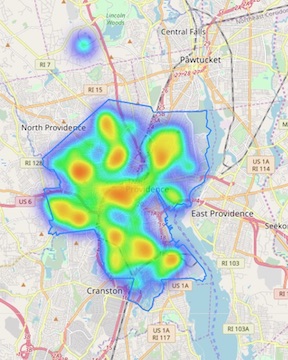 Lincoln
Woods
Central Falls
RI 7
Pawtucket
RI 15
North Providence
RI 128
US 1A
RI 114
Providence
US 6
East Providence
Seekon
RI 103
Cranston
US 1A
US 1A
RI 117
RI 103A